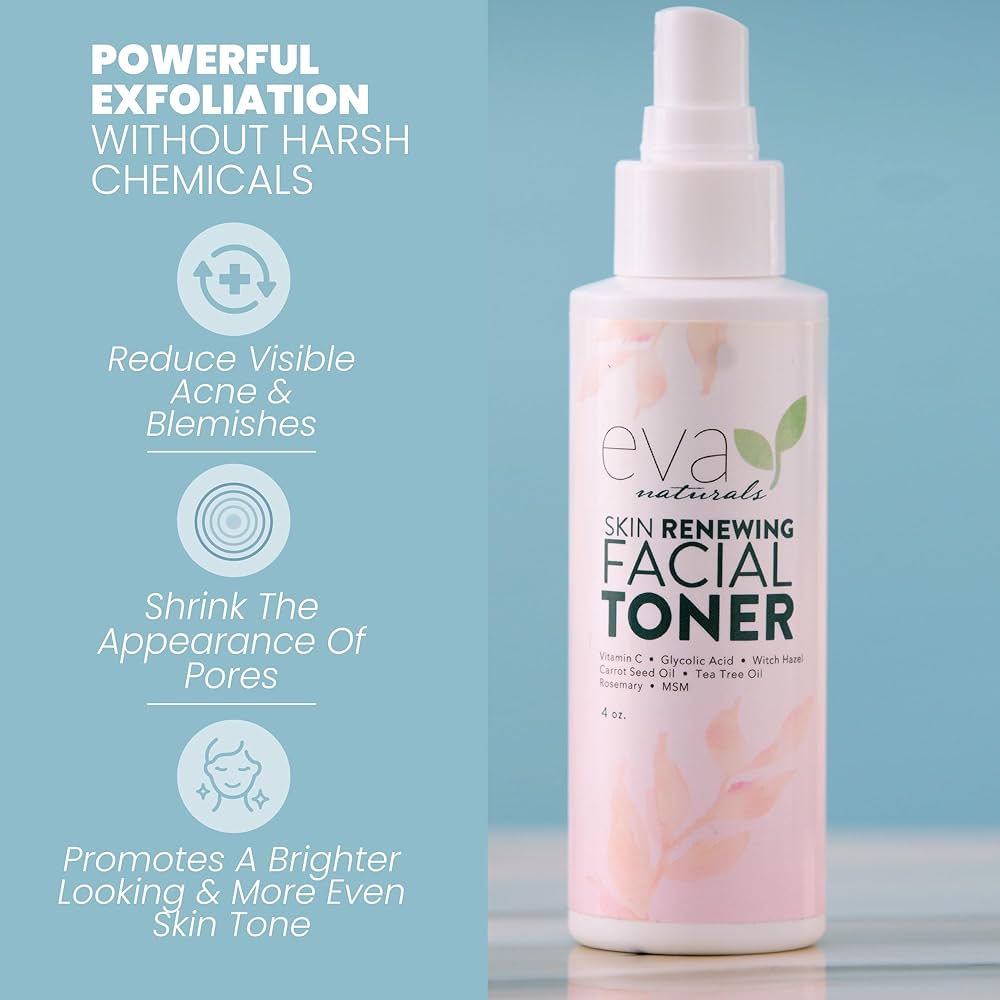 POWERFUL
EXFOLIATION
WITHOUT HARSH
CHEMICALS
Reduce Visible
Acne &
Blemishes
Shrink The
Appearance Of
Pores
Promotes A Brighter
Looking & More Even
Skin Tone
eva
naturals
SKIN RENEWING
FACIAL
TONER
Vitamin C • Glycolic Acid • Witch Hazel
Carrot Seed Oil • Tea Tree Oil
Rosemary • MSM
4 oz.